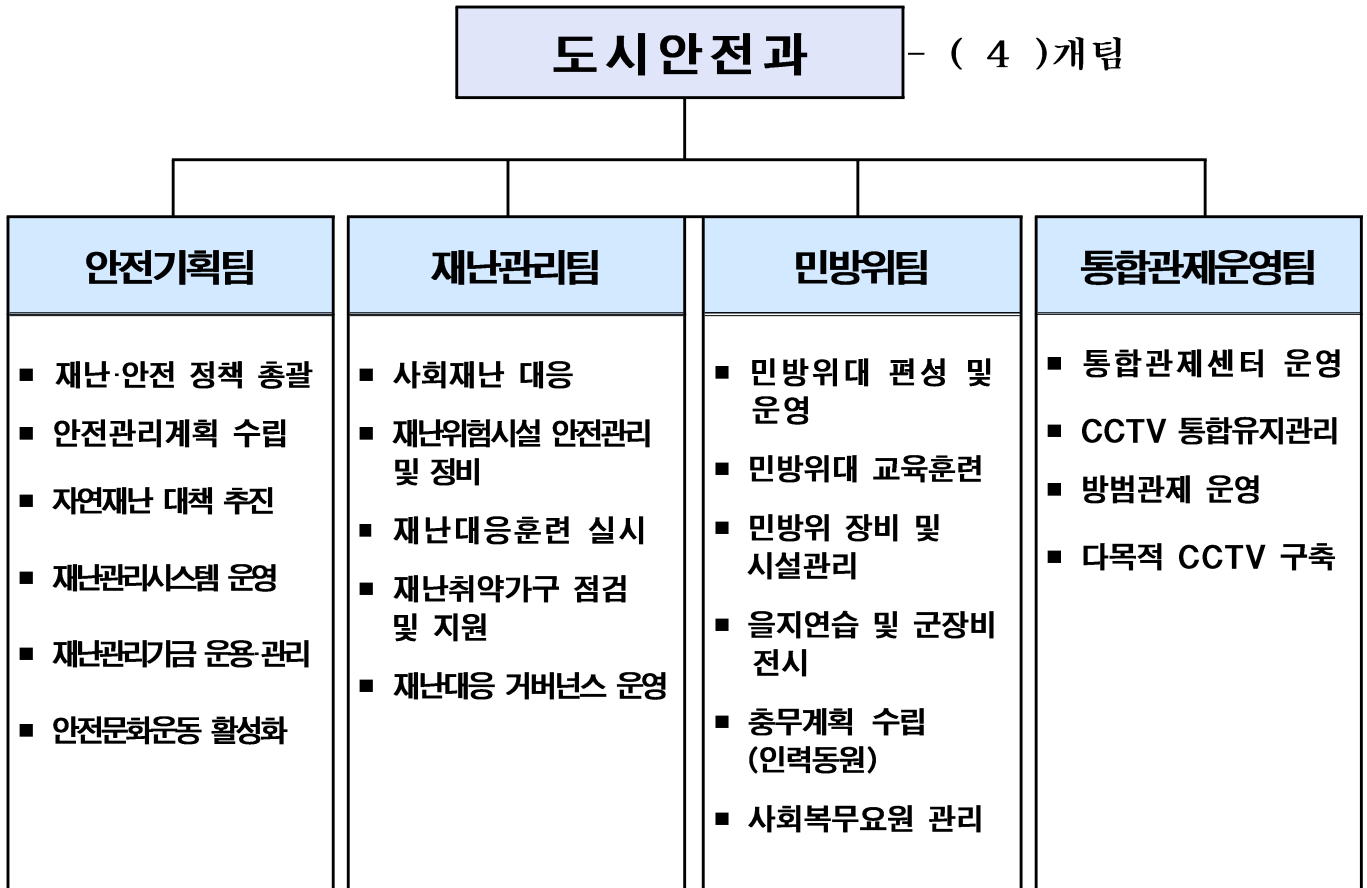 도시안전과 - ( 4 )개팀
안전기획팀
■ 재난·안전 정책 총괄
■ 안전관리계획 수립
■ 자연재난 대책 추진
■ 재난관리시스템 운영
■ 재난관리기금 운용·관리
■ 안전문화운동 활성화
재난관리팀
■ 사회재난 대응
■ 재난위험시설 안전관리
및 정비
■ 재난대응훈련 실시
■ 재난취약가구 점검
및 지원
■ 재난대응 거버넌스 운영
민방위팀
■ 민방위대 편성 및
운영
■ 민방위대 교육훈련
■ 민방위 장비 및
시설관리
■ 을지연습 및 군장비
전시
■ 충무계획 수립
(인력동원)
■ 사회복무요원 관리
통합관제운영팀
■ 통합관제센터 운영
■ CCTV 통합유지관리
■ 방범관제 운영
■ 다목적 CCTV 구축